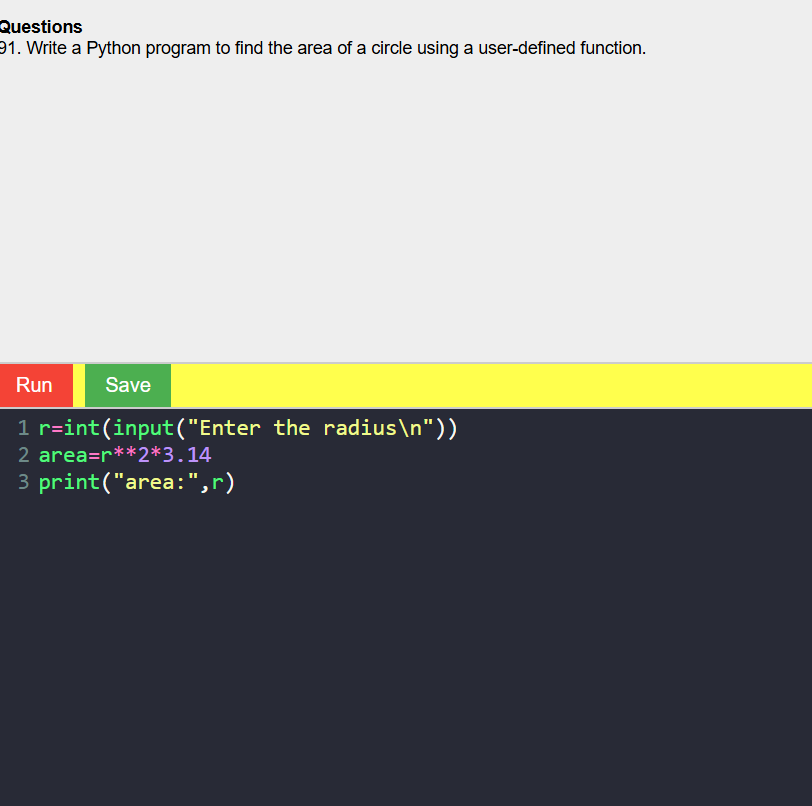 Questions
91. Write a Python program to find the area of a circle using a user-defined function.
Run Save
1 r=int(input("Enter the radius\n"))
2 area=r**2*3.14
3 print("area:",r)